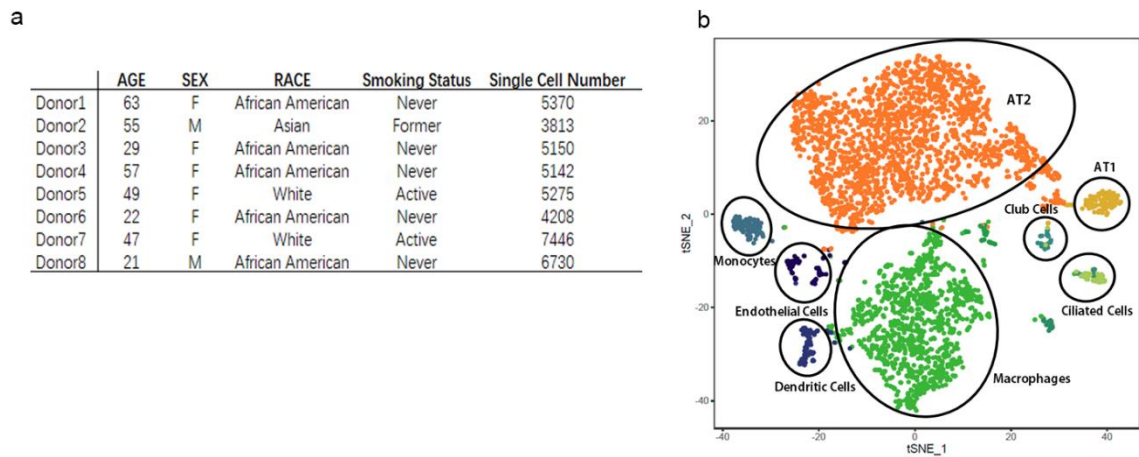 a
AGE SEX RACE Smoking Status Single Cell Number
Donor1 63 F African American Never 5370
Donor2 55 M Asian Former 3813
Donor3 29 F African American Never 5150
Donor4 57 F African American Never 5142
Donor5 49 F White Active 5275
Donor6 22 F African American Never 4208
Donor7 47 F White Active 7446
Donor8 21 M African American Never 6730
b
AT2
AT1
Club Cells
Monocytes
Endothelial Cells
Ciliated Cells
Dendritic Cells
Macrophages
tSNE_2
20
0
-20
-40
-40 -20 0 20 40
tSNE_1